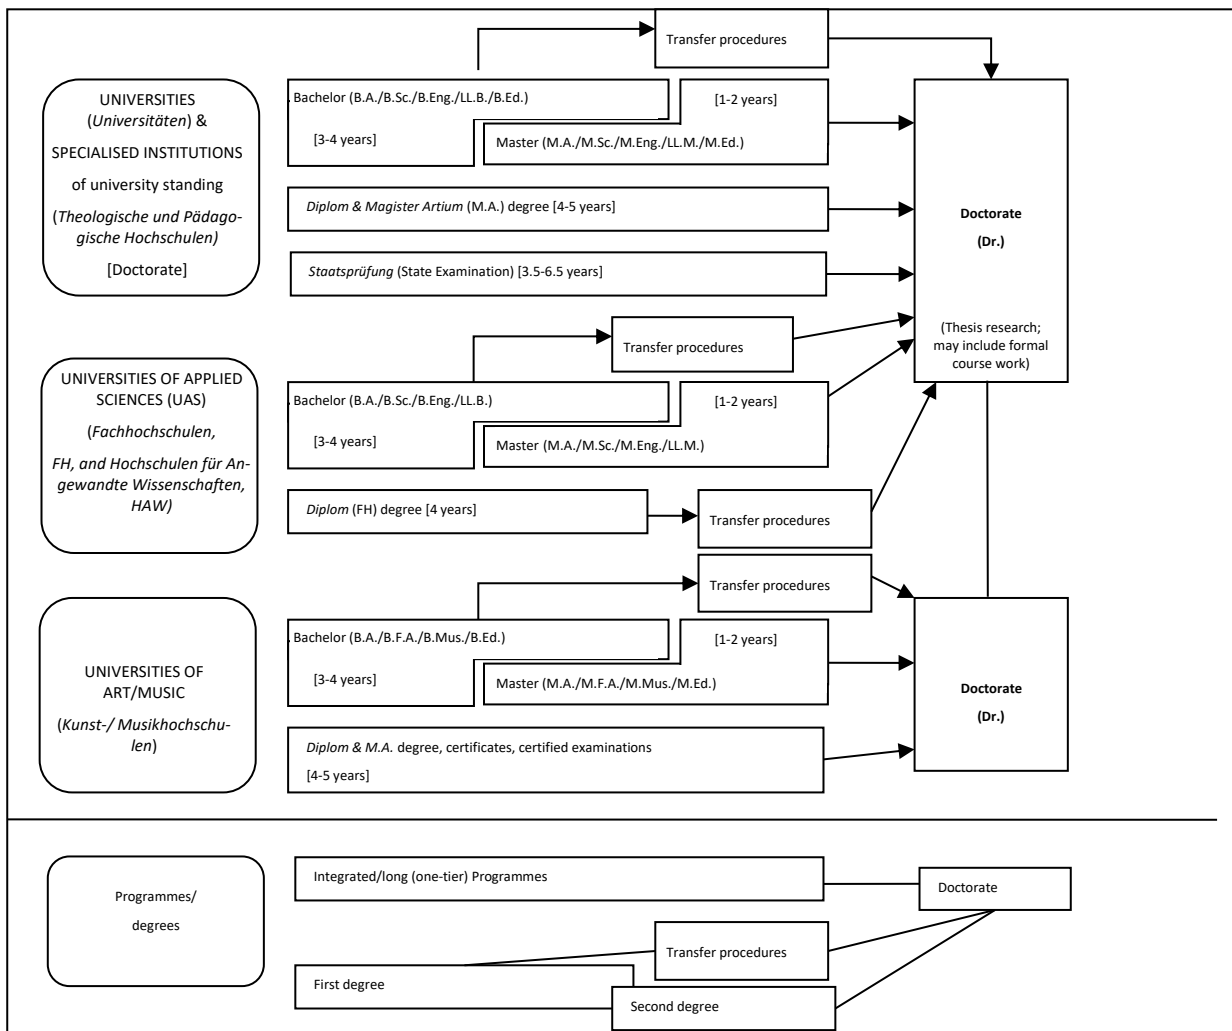 Transfer procedures
UNIVERSITIES
(Universitäten) &
SPECIALISED INSTITUTIONS
of university standing
(Theologische und Pädago-
gische Hochschulen)
[Doctorate]
. Bachelor (B.A./B.Sc./B.Eng./LL.B./B.Ed.)
[3-4 years]
[1-2 years]
Master (M.A./M.Sc./M.Eng./LL.M./M.Ed.)
Diplom & Magister Artium (M.A.) degree [4-5 years]
Staatsprüfung (State Examination) [3.5-6.5 years]
Doctorate
(Dr.)
(Thesis research;
may include formal
course work)
Transfer procedures
UNIVERSITIES OF APPLIED
SCIENCES (UAS)
(Fachhochschulen,
FH, and Hochschulen für An-
gewandte Wissenschaften,
HAW)
. Bachelor (B.A./B.Sc./B.Eng./LL.B.)
[3-4 years]
[1-2 years]
Master (M.A./M.Sc./M.Eng./LL.M.)
Diplom (FH) degree [4 years]
Transfer procedures
Transfer procedures
UNIVERSITIES OF
ART/MUSIC
(Kunst-/ Musikhochschu-
len)
. Bachelor (B.A./B.F.A./B.Mus./B.Ed.)
[3-4 years]
[1-2 years]
Master (M.A./M.F.A./M.Mus./M.Ed.)
Diplom & M.A. degree, certificates, certified examinations
[4-5 years]
Doctorate
(Dr.)
Programmes/
degrees
Integrated/long (one-tier) Programmes
Doctorate
Transfer procedures
First degree
Second degree